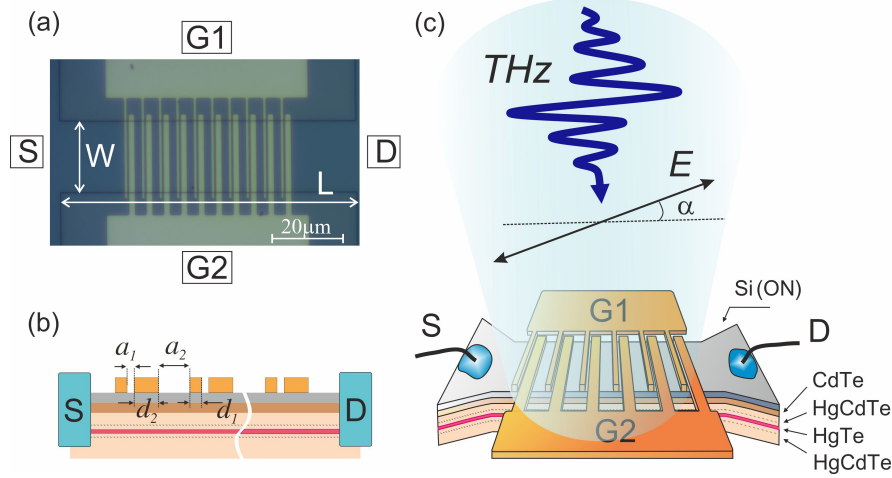 (a)
G1
S
W
D
L
20μm
G2
(b)
a1
a2
S
d2
d1
D
(c)
THz
E
α
Si(ON)
G1
S
D
CdTe
HgCdTe
HgTe
HgCdTe
G2